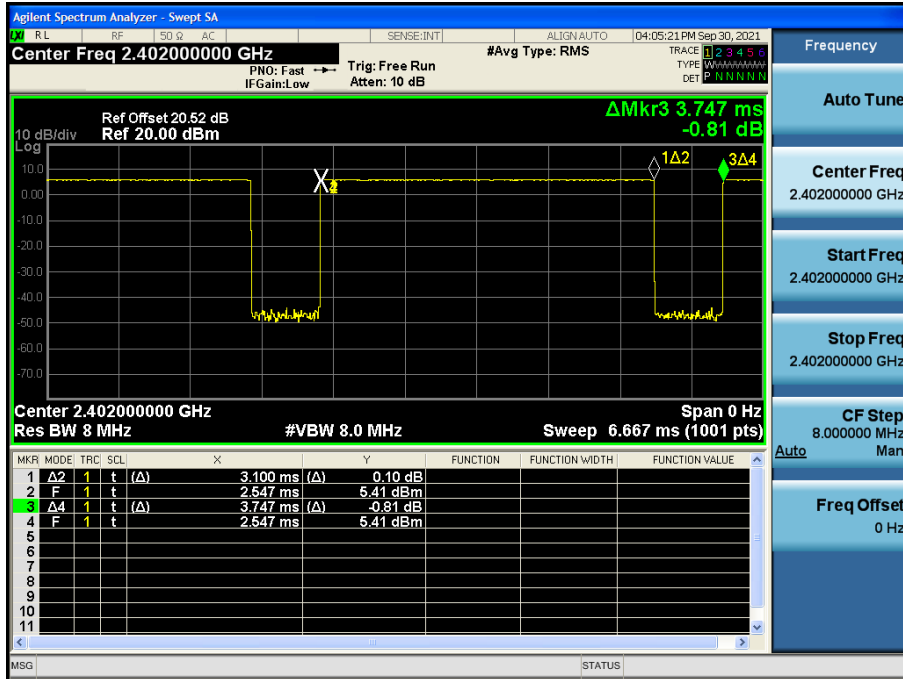 Agilent Spectrum Analyzer - Swept SA
LXI RL RF 50 Ω AC SENSE:INT ALIGN AUTO 04:05:21 PM Sep 30, 2021
Center Freq 2.402000000 GHz
#Avg Type: RMS
TRACE 1 2 3 4 5 6
PNO: Fast
Trig: Free Run
TYPE WWWWWW
IFGain:Low
Atten: 10 dB
DET P N N N N N
ΔMkr3 3.747 ms
-0.81 dB
Ref Offset 20.52 dB
10 dB/div Ref 20.00 dBm
Log
1Δ2
3Δ4
10.0
0.00
-10.0
-20.0
-30.0
-40.0
-50.0
-60.0
-70.0
Center 2.402000000 GHz Span 0 Hz
Res BW 8 MHz #VBW 8.0 MHz Sweep 6.667 ms (1001 pts)
MKR MODE TRC SCL X Y FUNCTION FUNCTION WIDTH FUNCTION VALUE
1 Δ2 1 t (Δ) 3.100 ms (Δ) 0.10 dB
2 F 1 t 2.547 ms 5.41 dBm
3 Δ4 1 t (Δ) 3.747 ms (Δ) -0.81 dB
4 F 1 t 2.547 ms 5.41 dBm
5
6
7
8
9
10
11
MSG STATUS
Frequency
Auto Tune
Center Freq
2.402000000 GHz
Start Freq
2.402000000 GHz
Stop Freq
2.402000000 GHz
CF Step
8.000000 MHz
Auto Man
Freq Offset
0 Hz